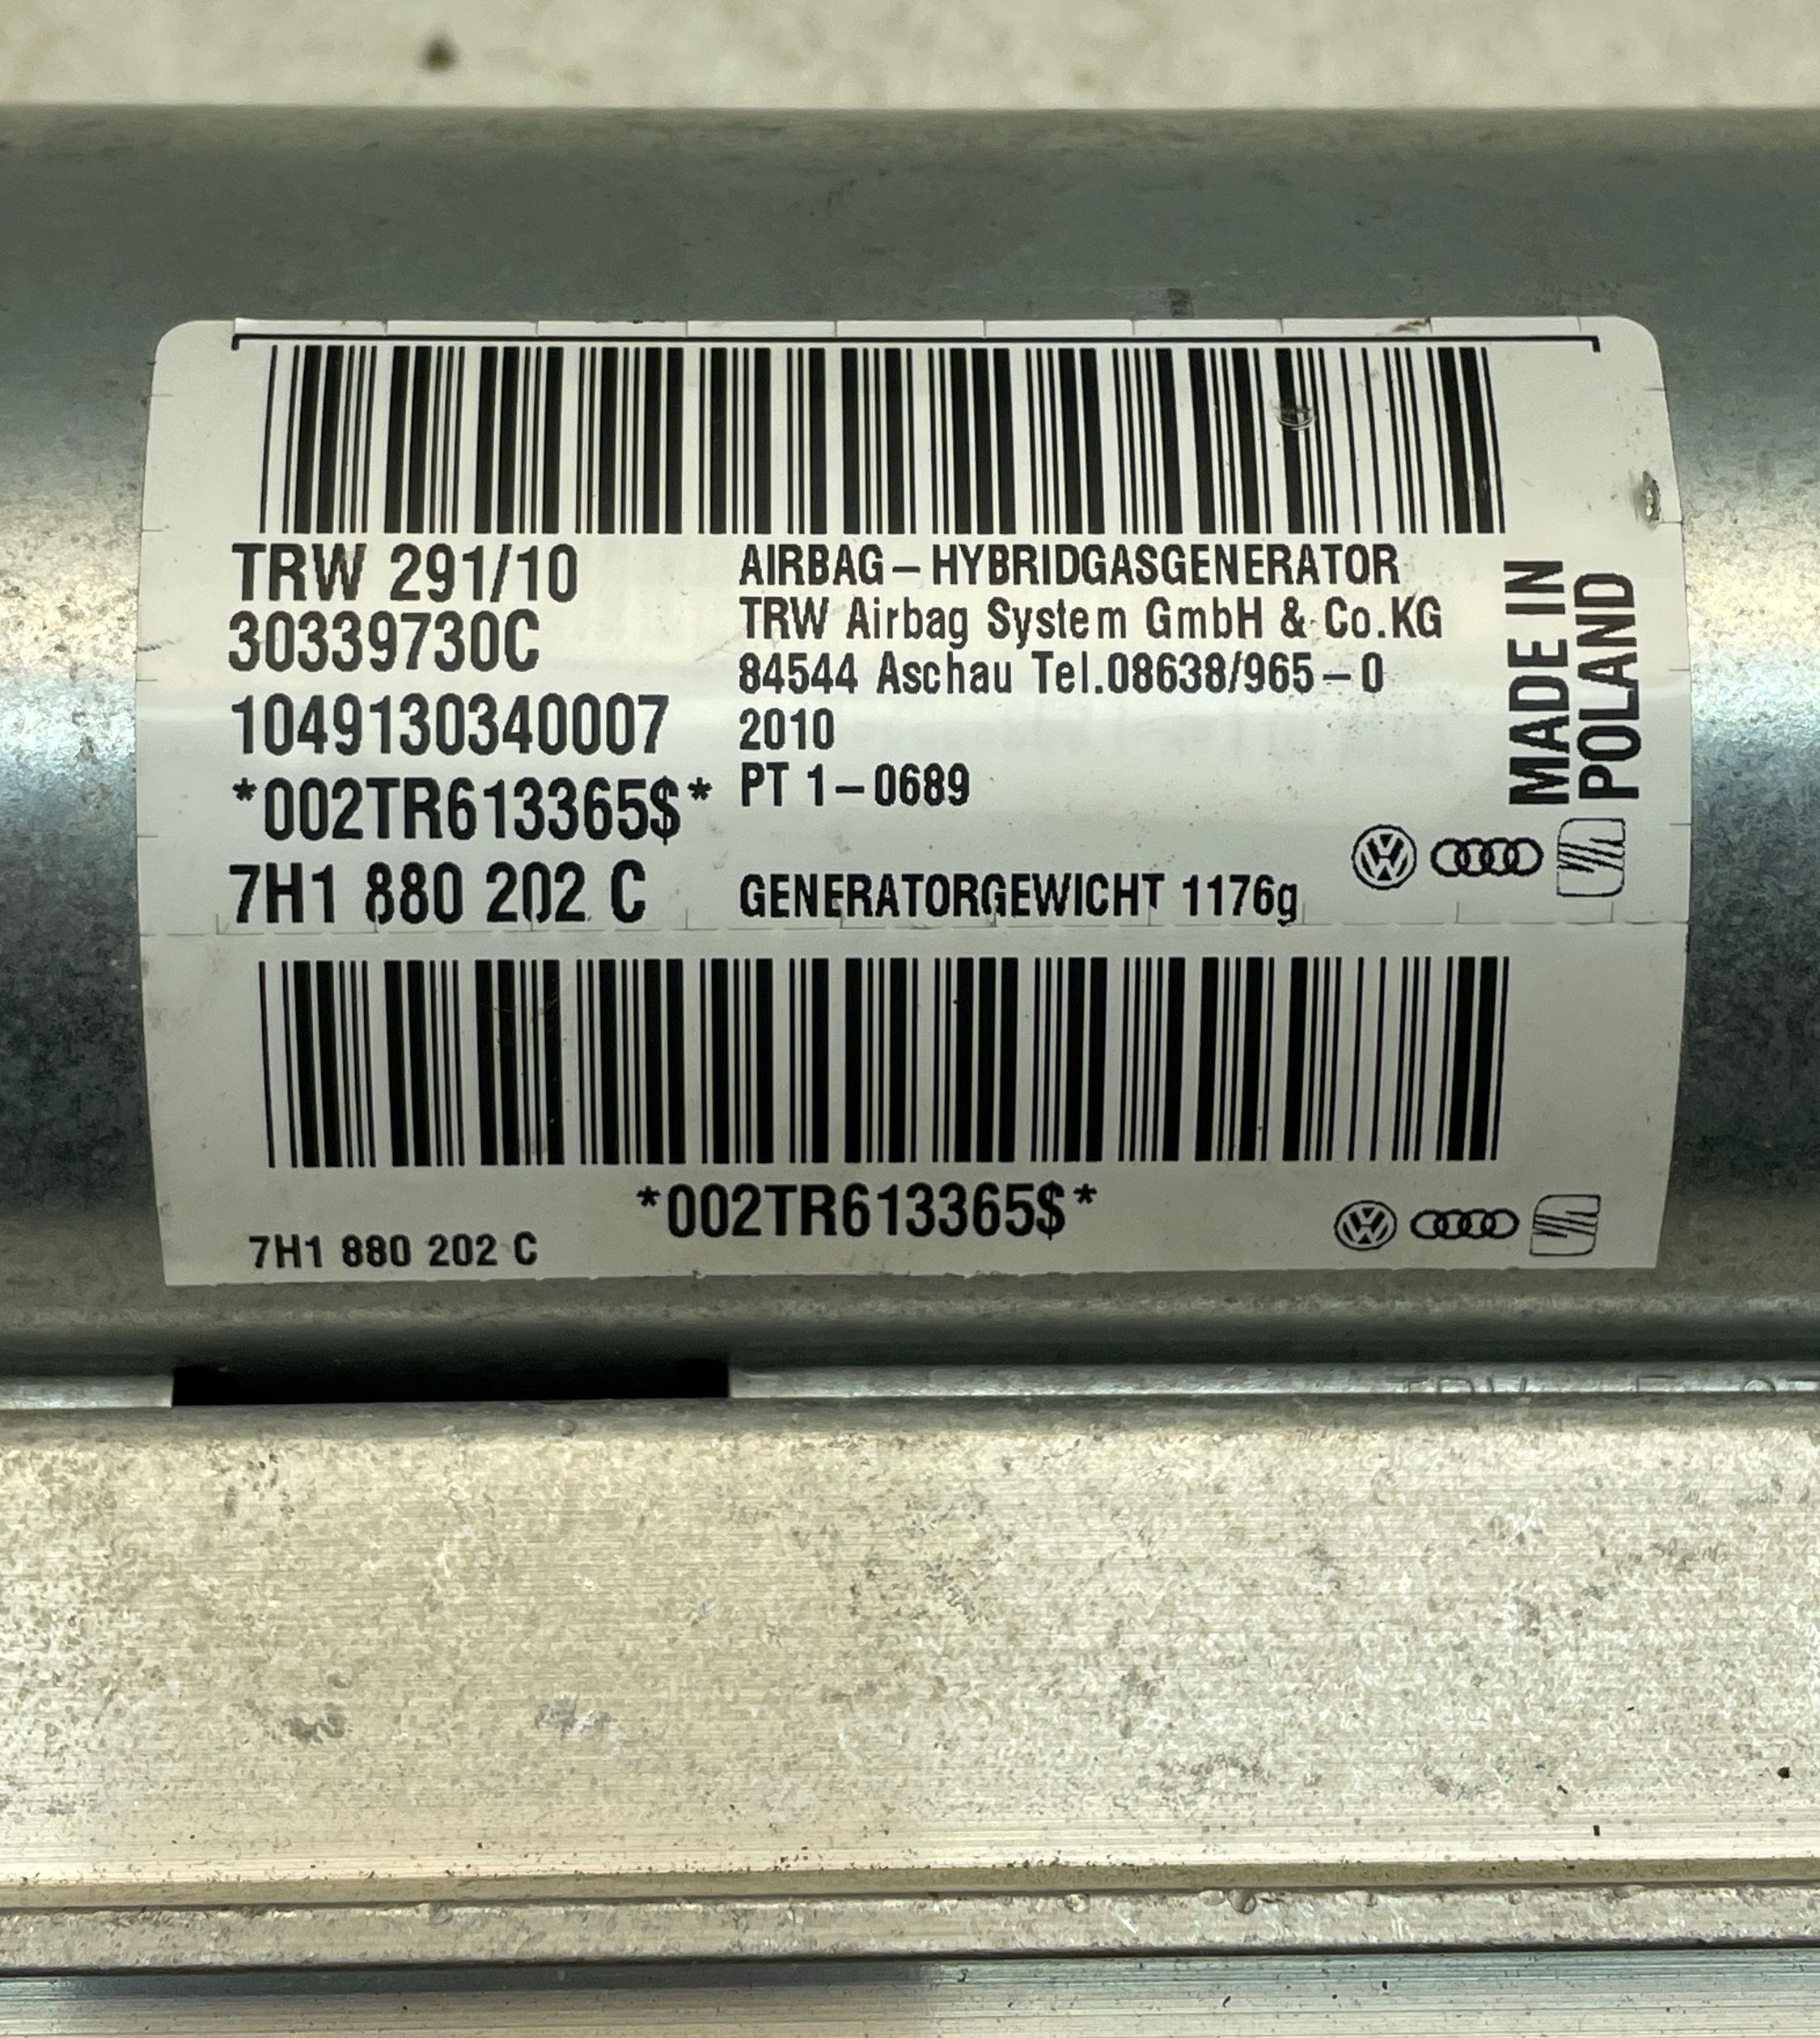 TRW 291/10
30339730C
1049130340007
*002TR613365$*
7H1 880 202 C
AIRBAG – HYBRIDGASGENERATOR
TRW Airbag System GmbH & Co.KG
84544 Aschau Tel.08638/965 – 0
2010
PT 1 – 0689
GENERATORGEWICHT 1176g
MADE IN
POLAND
*002TR613365$*
7H1 880 202 C